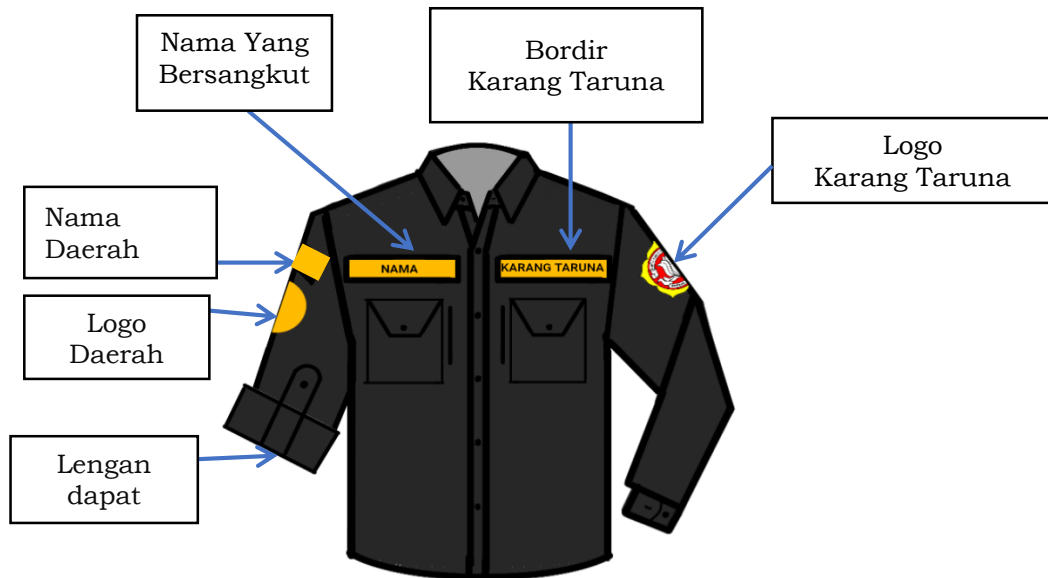 Nama Yang
Bersangkut
Bordir
Karang Taruna
Logo
Karang Taruna
Nama
Daerah
NAMA
KARANG TARUNA
Logo
Daerah
Lengan
dapat